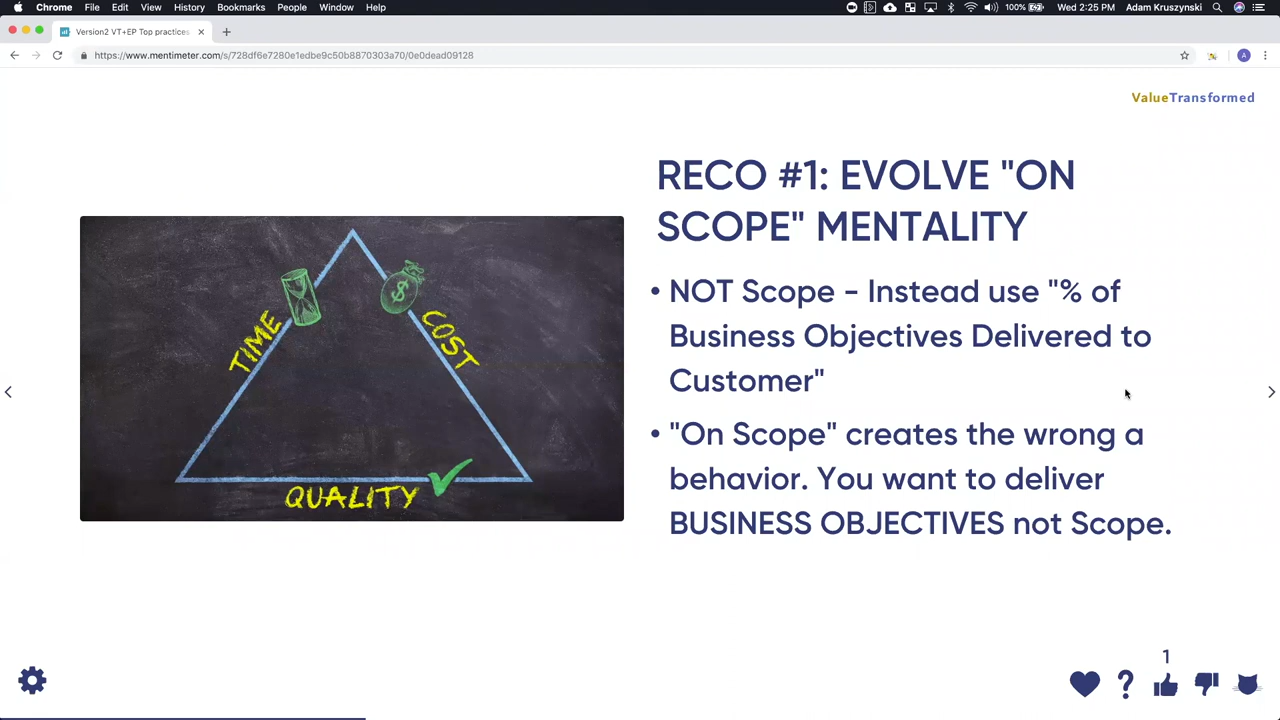 Chrome File Edit View History Bookmarks People Window Help 100% Wed 2:25 PM Adam Kruszynski
Version2 VT+EP Top practices
https://www.mentimeter.com/s/728df6e7280e1edbe9c50b8870303a70/0e0dead09128
A
ValueTransformed
TIME
$
COST
QUALITY
RECO #1: EVOLVE "ON
SCOPE" MENTALITY
• NOT Scope - Instead use "% of
Business Objectives Delivered to
Customer"
• "On Scope" creates the wrong a
behavior. You want to deliver
BUSINESS OBJECTIVES not Scope.
1
?